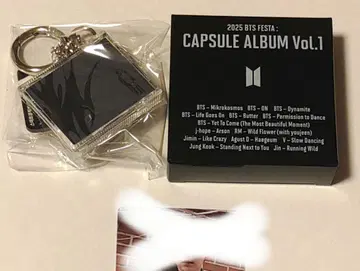 2025 BTS FESTA :
CAPSULE ALBUM Vol.1
BTS – Mikrokosmos BTS – ON BTS – Dynamite
BTS – Life Goes On BTS – Butter BTS – Permission to Dance
BTS – Yet To Come (The Most Beautiful Moment)
j-hope – Arson RM – Wild Flower (with youjeen)
Jimin – Like Crazy Agust D – Haegeum V – Slow Dancing
Jung Kook – Standing Next to You Jin – Running Wild